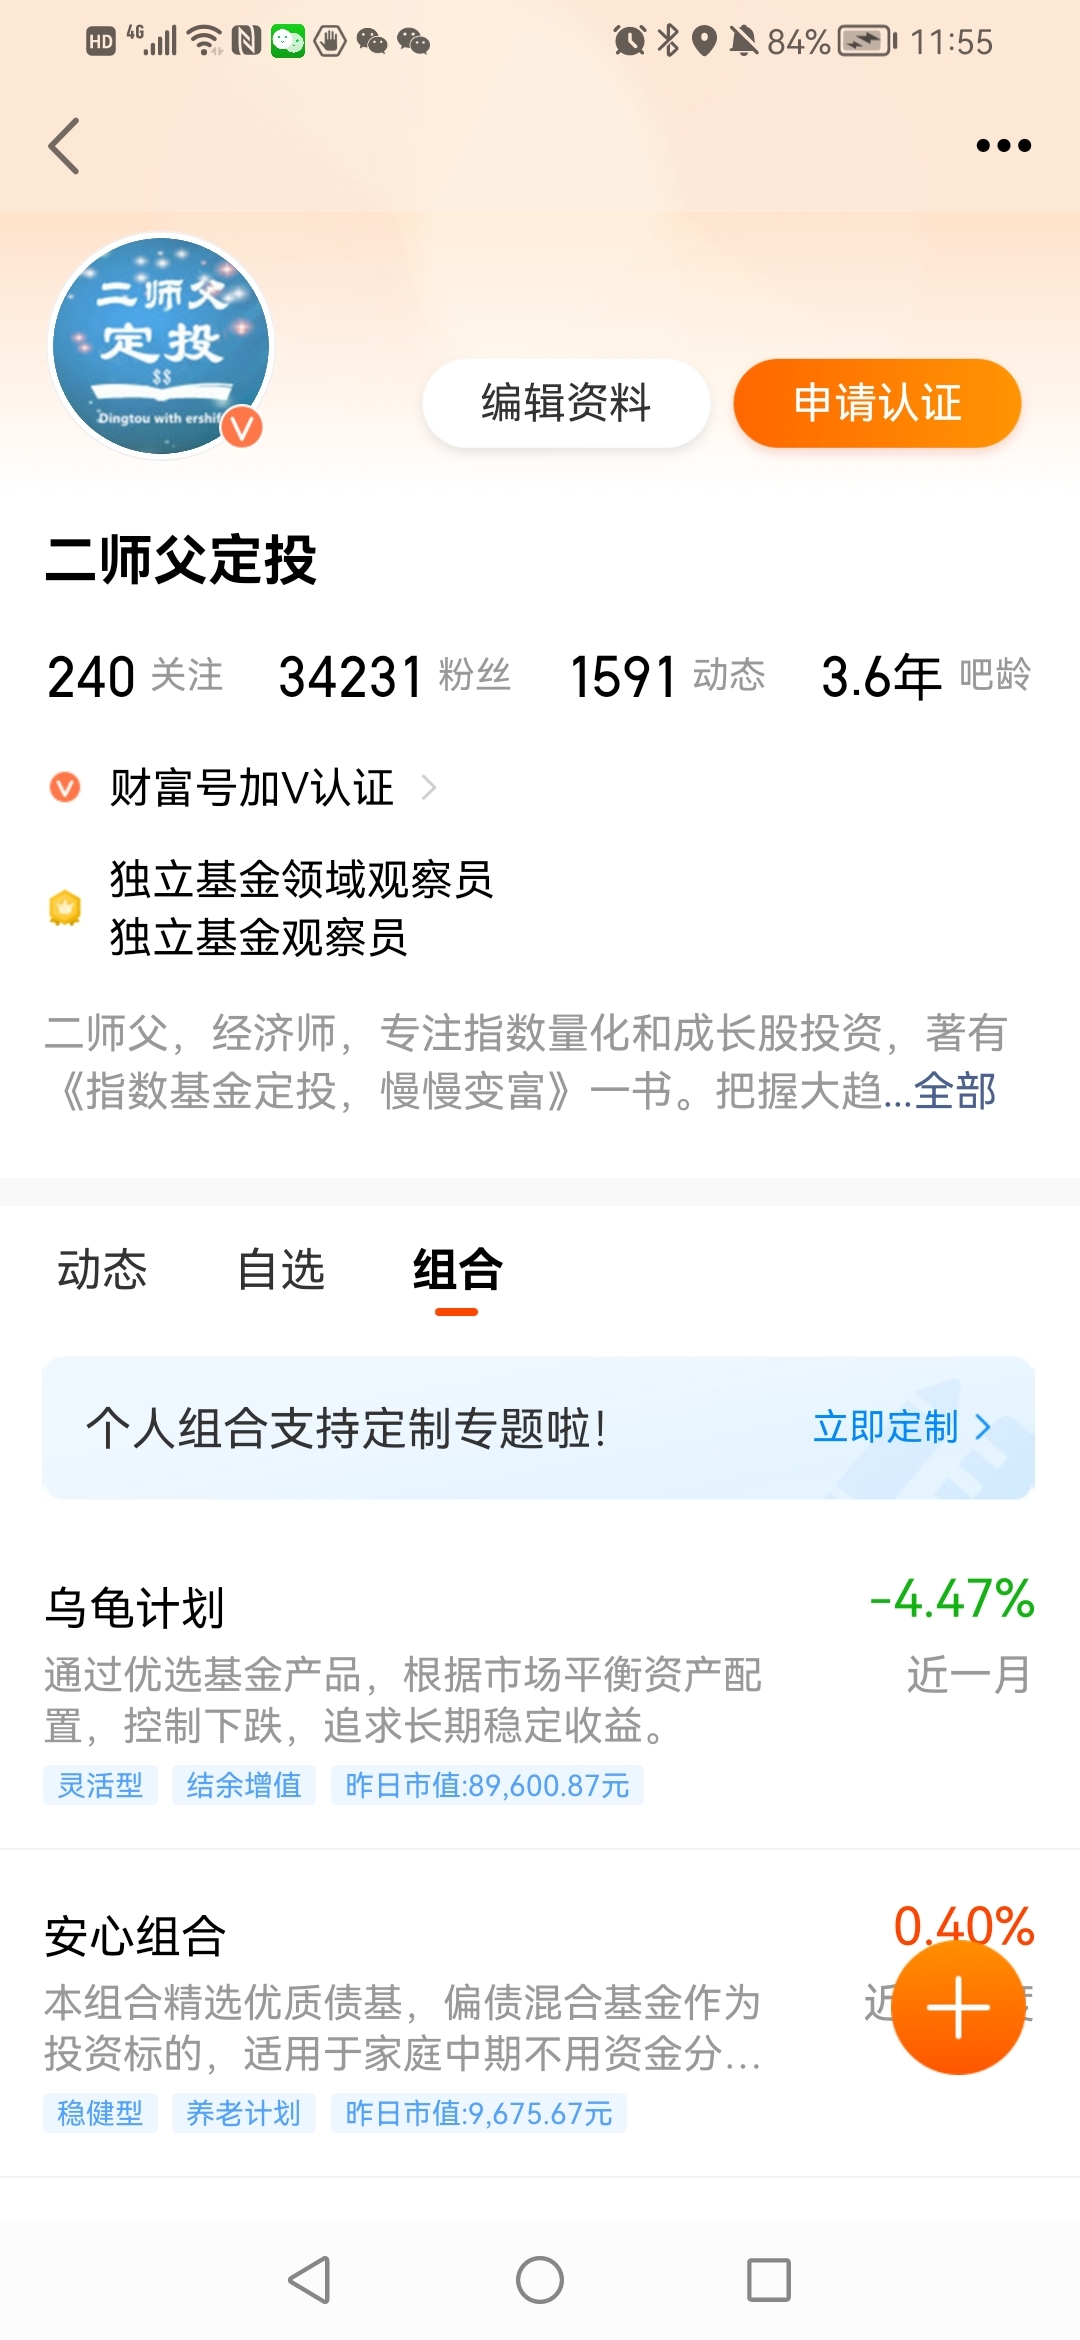 HD 4G 84% 11:55
二师父
定投
$$
Dingtou with ershif
V
编辑资料
申请认证
二师父定投
240 关注 34231 粉丝 1591 动态 3.6年 吧龄
V 财富号加V认证
独立基金领域观察员
独立基金观察员
二师父，经济师，专注指数量化和成长股投资，著有
《指数基金定投，慢慢变富》一书。把握大趋...全部
动态 自选 组合
个人组合支持定制专题啦！ 立即定制
乌龟计划 -4.47%
通过优选基金产品，根据市场平衡资产配 近一月
置，控制下跌，追求长期稳定收益。
灵活型 结余增值 昨日市值:89,600.87元
安心组合 0.40%
本组合精选优质债基，偏债混合基金作为 近
投资标的，适用于家庭中期不用资金分...
稳健型 养老计划 昨日市值:9,675.67元